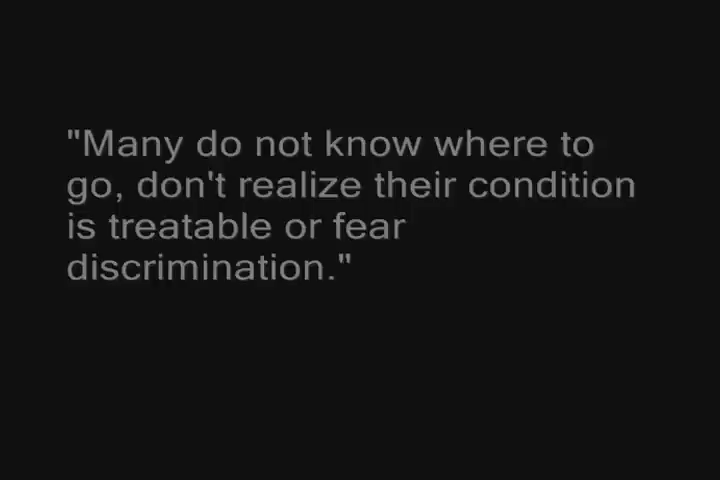 "Many do not know where to
go, don't realize their condition
is treatable or fear
discrimination."